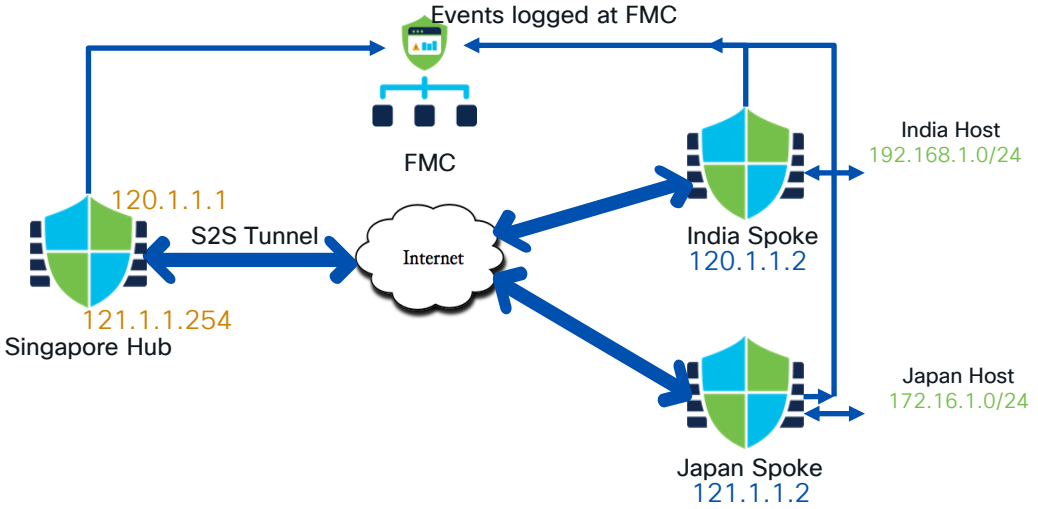 Events logged at FMC
FMC
India Host
192.168.1.0/24
120.1.1.1
S2S Tunnel
Internet
India Spoke
120.1.1.2
121.1.1.254
Singapore Hub
Japan Host
172.16.1.0/24
Japan Spoke
121.1.1.2